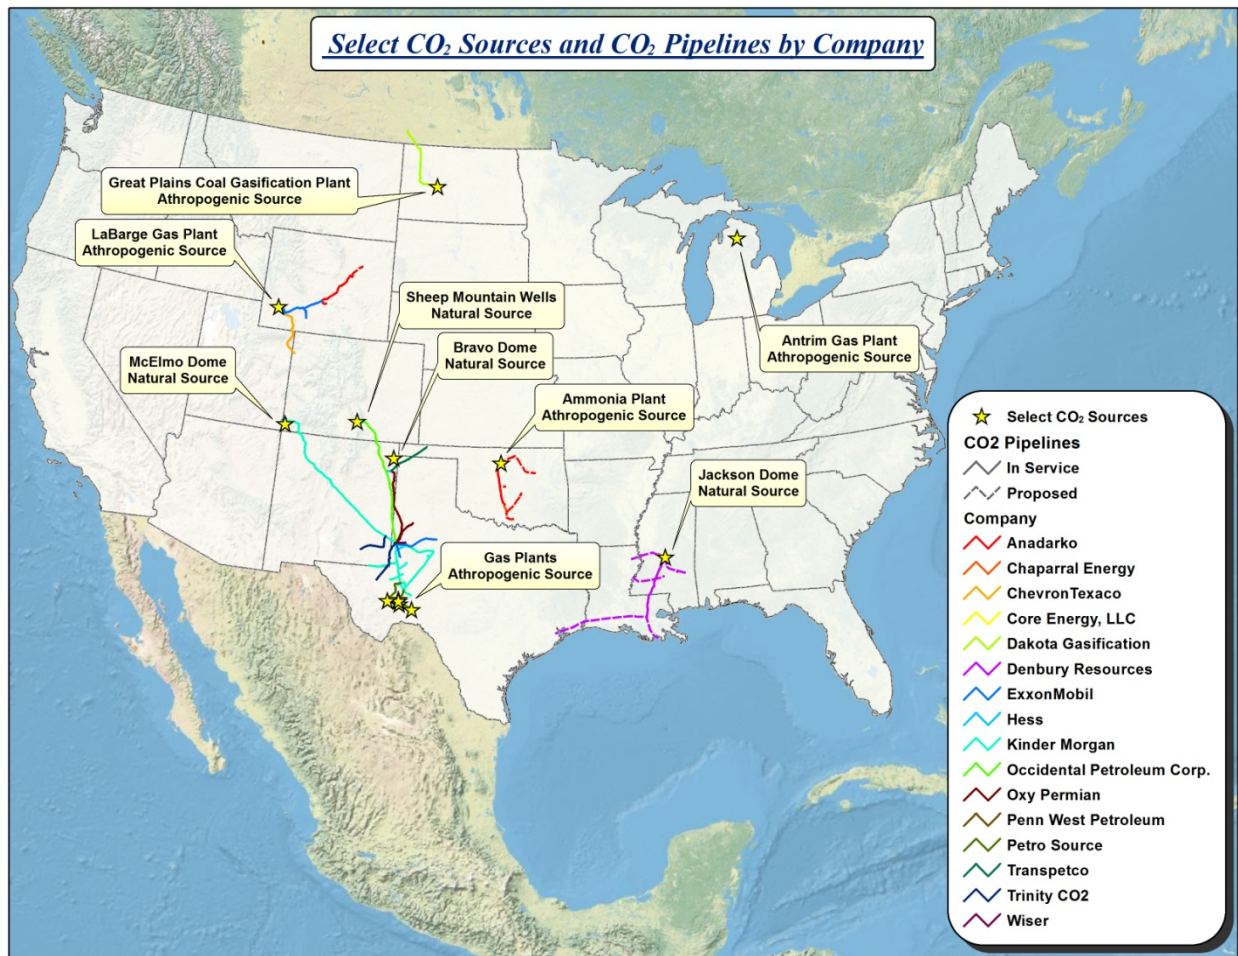 Select CO₂ Sources and CO₂ Pipelines by Company
Great Plains Coal Gasification Plant
Athropogenic Source
LaBarge Gas Plant
Athropogenic Source
Sheep Mountain Wells
Natural Source
Bravo Dome
Natural Source
McElmo Dome
Natural Source
Ammonia Plant
Athropogenic Source
Antrim Gas Plant
Athropogenic Source
Jackson Dome
Natural Source
Gas Plants
Athropogenic Source
Select CO₂ Sources
CO2 Pipelines
In Service
Proposed
Company
Anadarko
Chaparral Energy
ChevronTexaco
Core Energy, LLC
Dakota Gasification
Denbury Resources
ExxonMobil
Hess
Kinder Morgan
Occidental Petroleum Corp.
Oxy Permian
Penn West Petroleum
Petro Source
Transpetco
Trinity CO2
Wiser